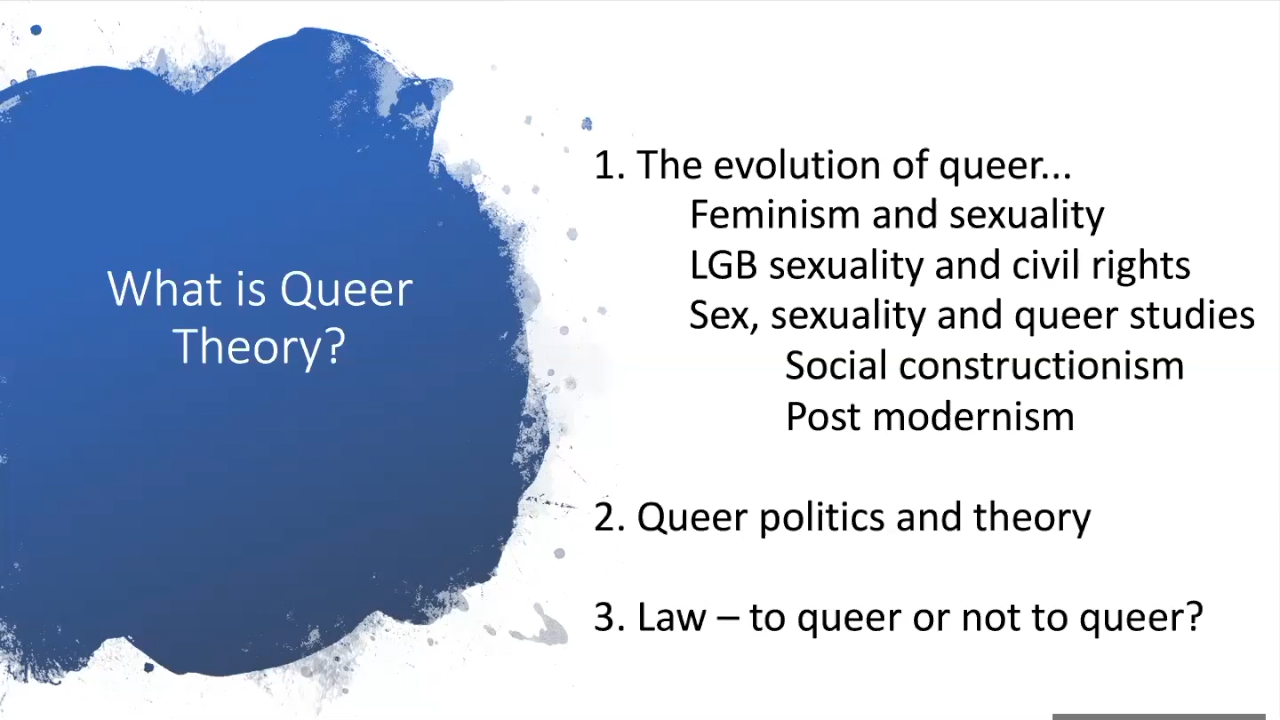 What is Queer
Theory?
1. The evolution of queer...
Feminism and sexuality
LGB sexuality and civil rights
Sex, sexuality and queer studies
Social constructionism
Post modernism
2. Queer politics and theory
3. Law – to queer or not to queer?